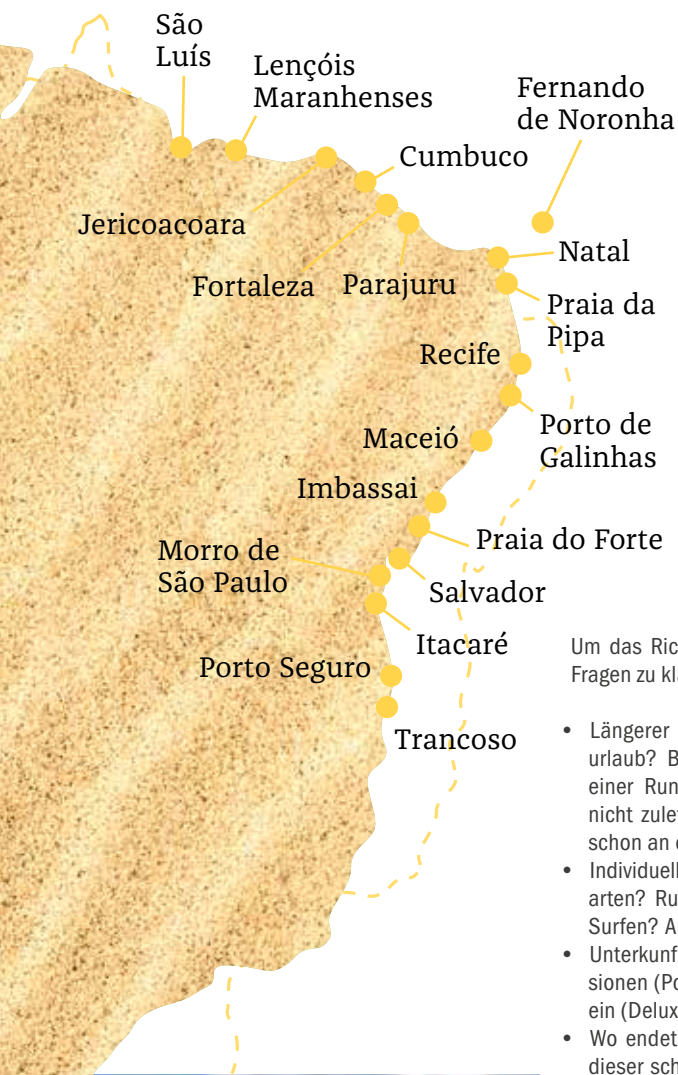 São
Luís
Lençóis
Maranhenses
Fernando
de Noronha
Cumbuco
Jericoacoara
Natal
Fortaleza
Parajuru
Praia da
Pipa
Recife
Porto de
Galinhas
Maceió
Imbassai
Praia do Forte
Morro de
São Paulo
Salvador
Itacaré
Porto Seguro
Trancoso
Um das Ric
Fragen zu kl
• Längerer
urlaub? B
einer Run
nicht zule
schon an
• Individuell
arten? Ru
Surfen? A
• Unterkunf
sionen (Po
ein (Delux
• Wo endet
dieser sch